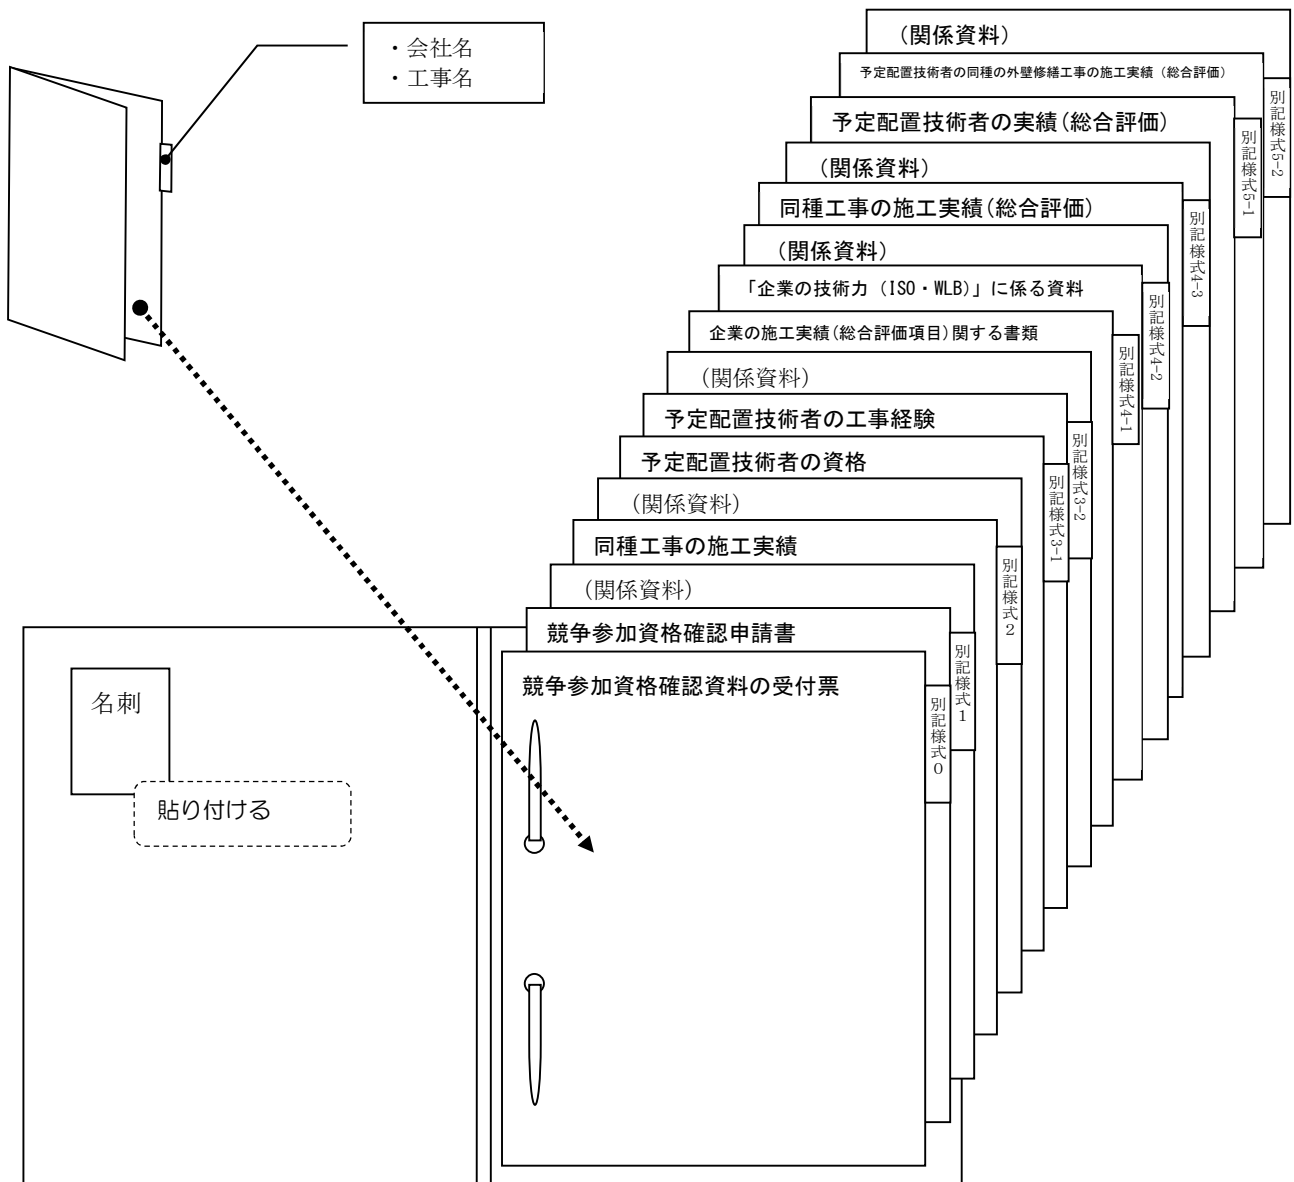 ・会社名
・工事名
（関係資料）
予定配置技術者の同種の外壁修繕工事の施工実績（総合評価）
別記様式5-2
予定配置技術者の実績（総合評価）
別記様式5-1
（関係資料）
同種工事の施工実績（総合評価）
別記様式4-3
（関係資料）
「企業の技術力（ISO・WLB）」に係る資料
別記様式4-2
企業の施工実績（総合評価項目）関する書類
別記様式4-1
（関係資料）
予定配置技術者の工事経験
別記様式3-2
予定配置技術者の資格
別記様式3-1
（関係資料）
同種工事の施工実績
別記様式２
（関係資料）
競争参加資格確認申請書
別記様式１
競争参加資格確認資料の受付票
別記様式０
名刺
貼り付ける